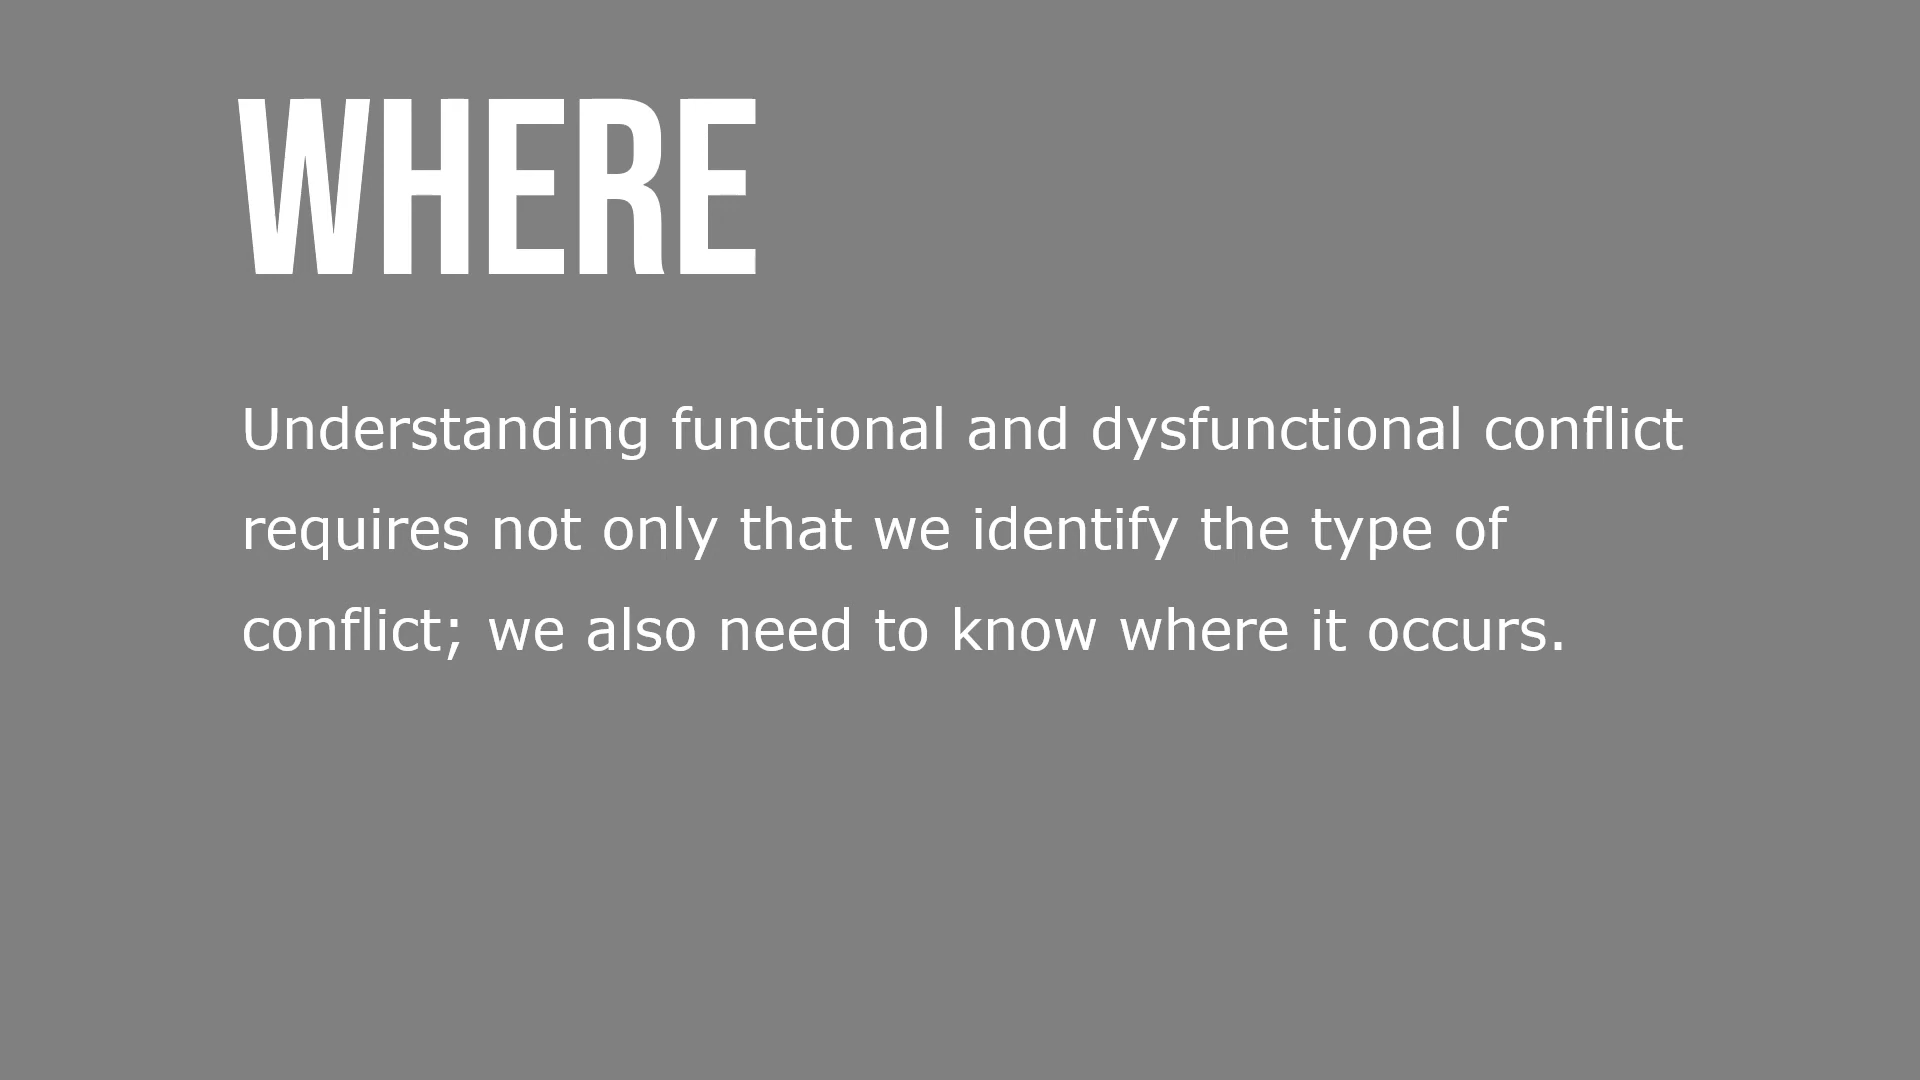 WHERE
Understanding functional and dysfunctional conflict
requires not only that we identify the type of
conflict; we also need to know where it occurs.